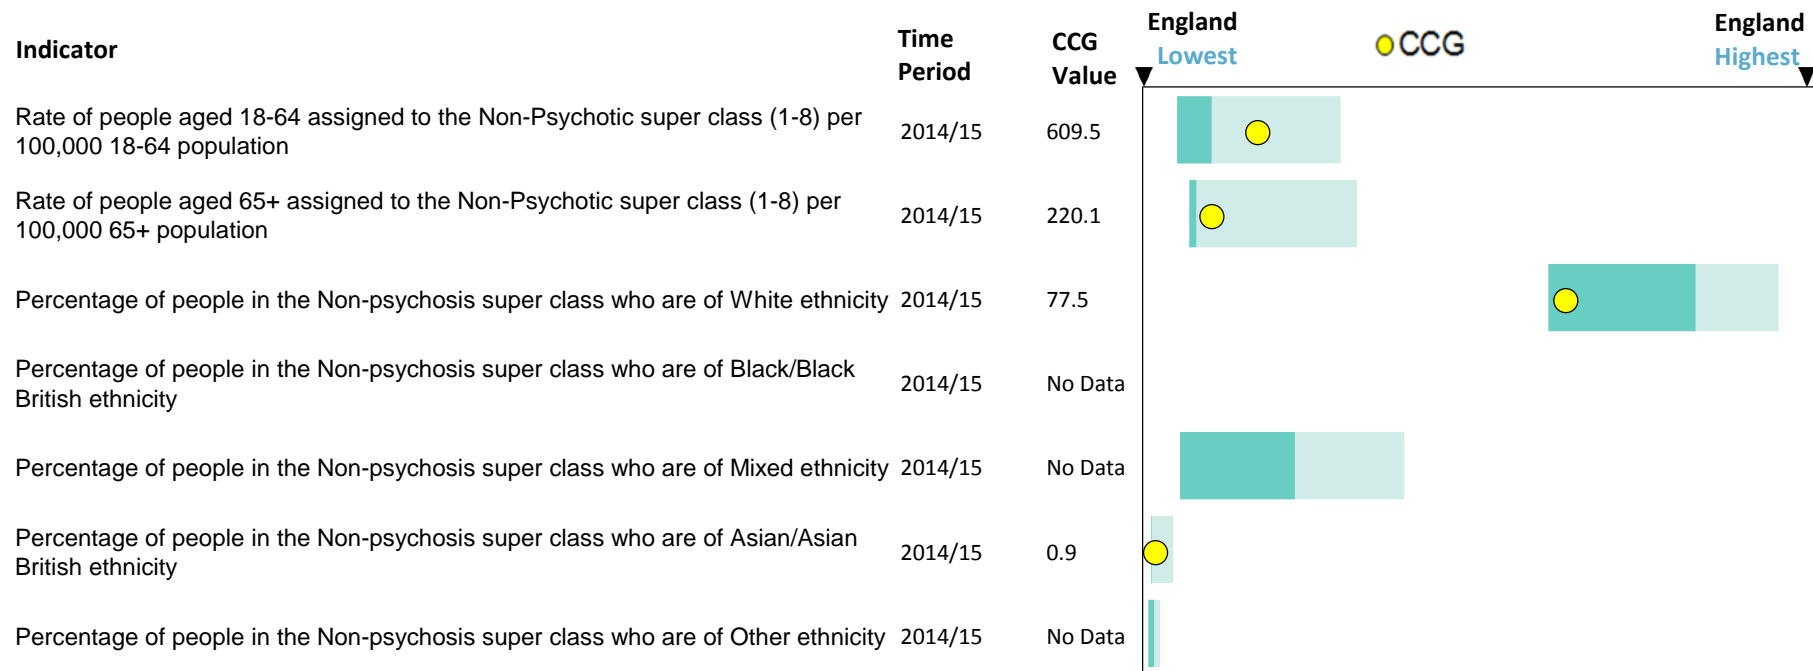 Indicator
Time Period
CCG Value
England Lowest
CCG
England Highest
Rate of people aged 18-64 assigned to the Non-Psychotic super class (1-8) per
100,000 18-64 population
2014/15
609.5
Rate of people aged 65+ assigned to the Non-Psychotic super class (1-8) per
100,000 65+ population
2014/15
220.1
Percentage of people in the Non-psychosis super class who are of White ethnicity
2014/15
77.5
Percentage of people in the Non-psychosis super class who are of Black/Black
British ethnicity
2014/15
No Data
Percentage of people in the Non-psychosis super class who are of Mixed ethnicity
2014/15
No Data
Percentage of people in the Non-psychosis super class who are of Asian/Asian
British ethnicity
2014/15
0.9
Percentage of people in the Non-psychosis super class who are of Other ethnicity
2014/15
No Data